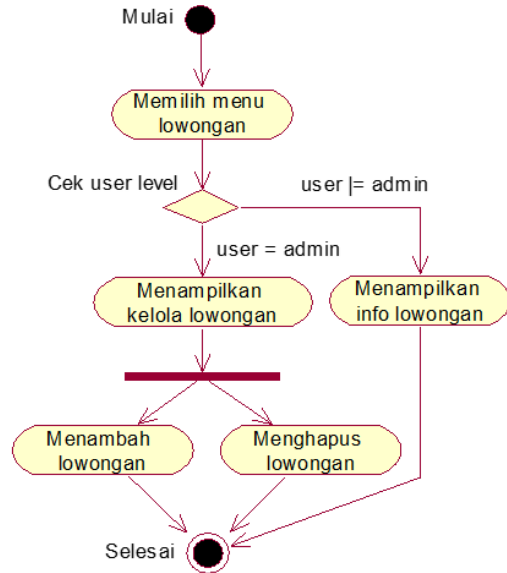 Mulai
Memilih menu
lowongan
Cek user level
user |= admin
user = admin
Menampilkan
kelola lowongan
Menampilkan
info lowongan
Menambah
lowongan
Menghapus
lowongan
Selesai